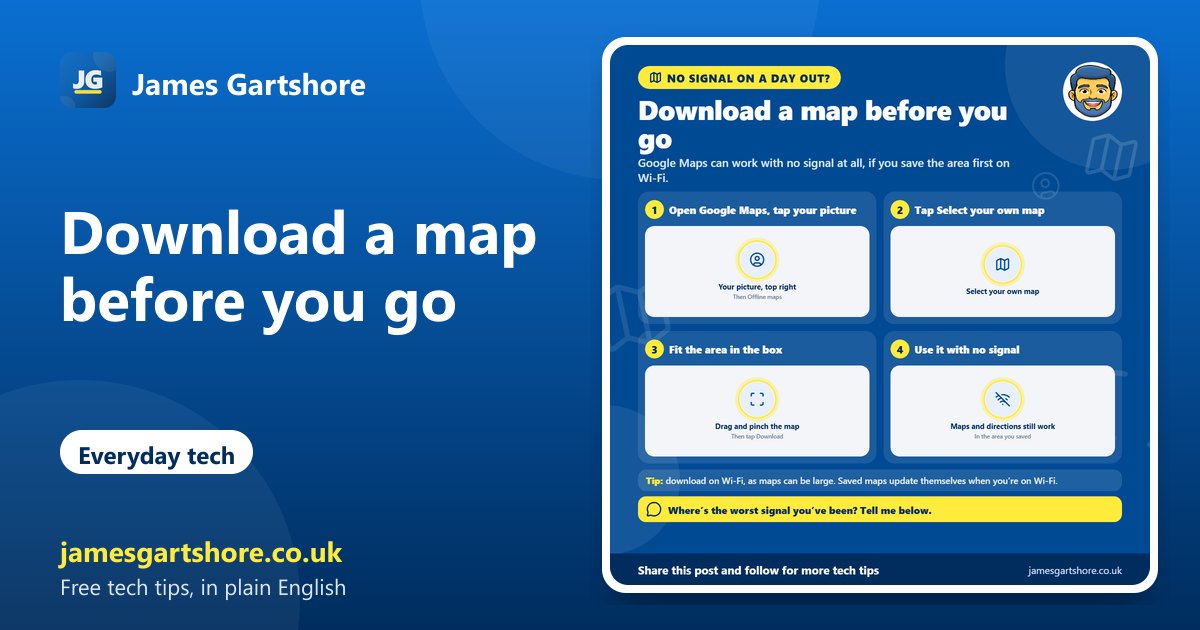 JG
James Gartshore
Download a map
before you go
Everyday tech
jamesgartshore.co.uk
Free tech tips, in plain English
NO SIGNAL ON A DAY OUT?
Download a map before you
go
Google Maps can work with no signal at all, if you save the area first on
Wi-Fi.
1 Open Google Maps, tap your picture
Your picture, top right
Then Offline maps
2 Tap Select your own map
Select your own map
3 Fit the area in the box
Drag and pinch the map
Then tap Download
4 Use it with no signal
Maps and directions still work
In the area you saved
Tip: download on Wi-Fi, as maps can be large. Saved maps update themselves when you're on Wi-Fi.
Where's the worst signal you've been? Tell me below.
Share this post and follow for more tech tips
jamesgartshore.co.uk